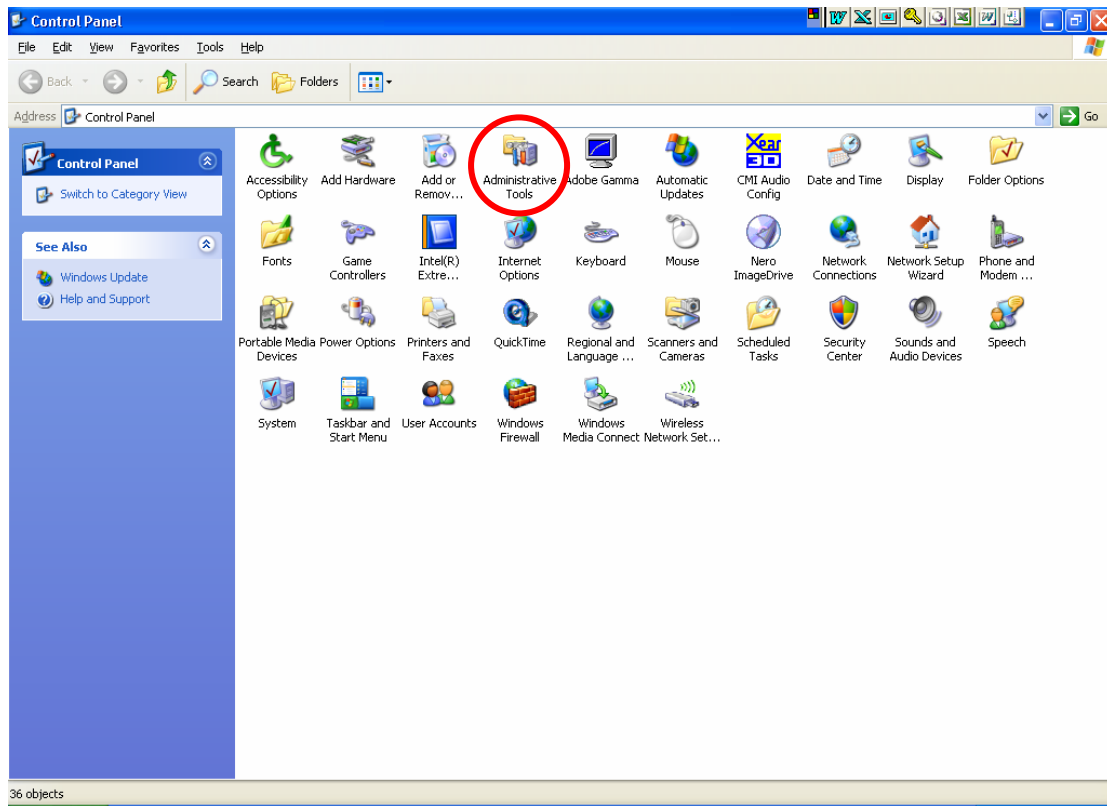 Control Panel
File Edit View Favorites Tools Help
Back Search Folders
Address Control Panel Go
Control Panel
Switch to Category View
See Also
Windows Update
Help and Support
Accessibility Options
Add Hardware
Add or Remov...
Administrative Tools
Adobe Gamma
Automatic Updates
Xear 3D
CMI Audio Config
Date and Time
Display
Folder Options
Fonts
Game Controllers
Intel(R) Extre...
Internet Options
Keyboard
Mouse
Nero ImageDrive
Network Connections
Network Setup Wizard
Phone and Modem ...
Portable Media Devices
Power Options
Printers and Faxes
QuickTime
Regional and Language ...
Scanners and Cameras
Scheduled Tasks
Security Center
Sounds and Audio Devices
Speech
System
Taskbar and Start Menu
User Accounts
Windows Firewall
Windows Media Connect
Wireless Network Set...
36 objects